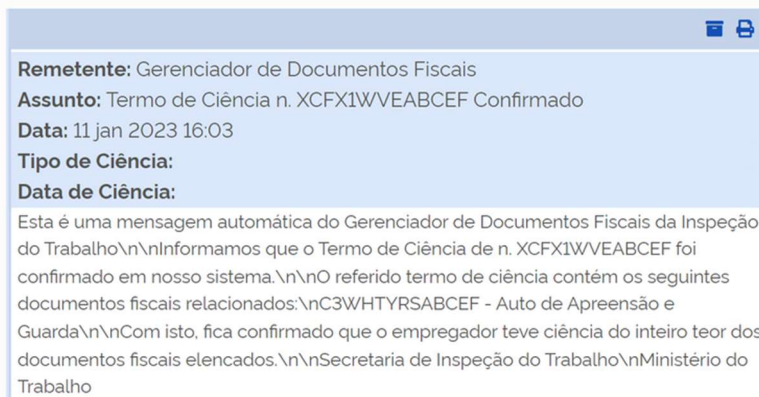 Remetente: Gerenciador de Documentos Fiscais
Assunto: Termo de Ciência n. XCFX1WVEABCEF Confirmado
Data: 11 jan 2023 16:03
Tipo de Ciência:
Data de Ciência:
Esta é uma mensagem automática do Gerenciador de Documentos Fiscais da Inspeção
do Trabalho\n\nInformamos que o Termo de Ciência de n. XCFX1WVEABCEF foi
confirmado em nosso sistema.\n\nO referido termo de ciência contém os seguintes
documentos fiscais relacionados:\nC3WHTYRSABCEF - Auto de Apreensão e
Guarda\n\nCom isto, fica confirmado que o empregador teve ciência do inteiro teor dos
documentos fiscais elencados.\n\nSecretaria de Inspeção do Trabalho\nMinistério do
Trabalho